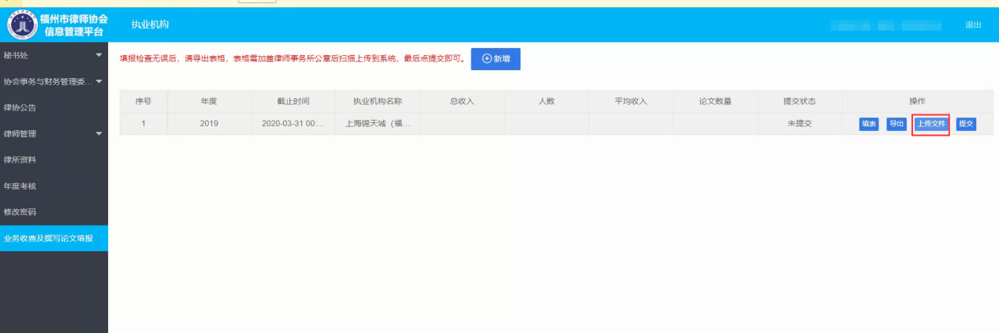 福州市律师协会
信息管理平台
执业机构
退出
秘书处
协会事务与财务管理委...
律协公告
律师管理
律所资料
年度考核
修改密码
业务收费及撰写论文填报
填报检查无误后，请导出表格，表格需加盖律师事务所公章后扫描上传到系统，最后点提交即可。 新增
序号 年度 截止时间 执业机构名称 总收入 人数 平均收入 论文数量 提交状态 操作
1 2019 2020-03-31 00:... 上海锦天城（福... 未提交 填表 导出 上传文件 提交